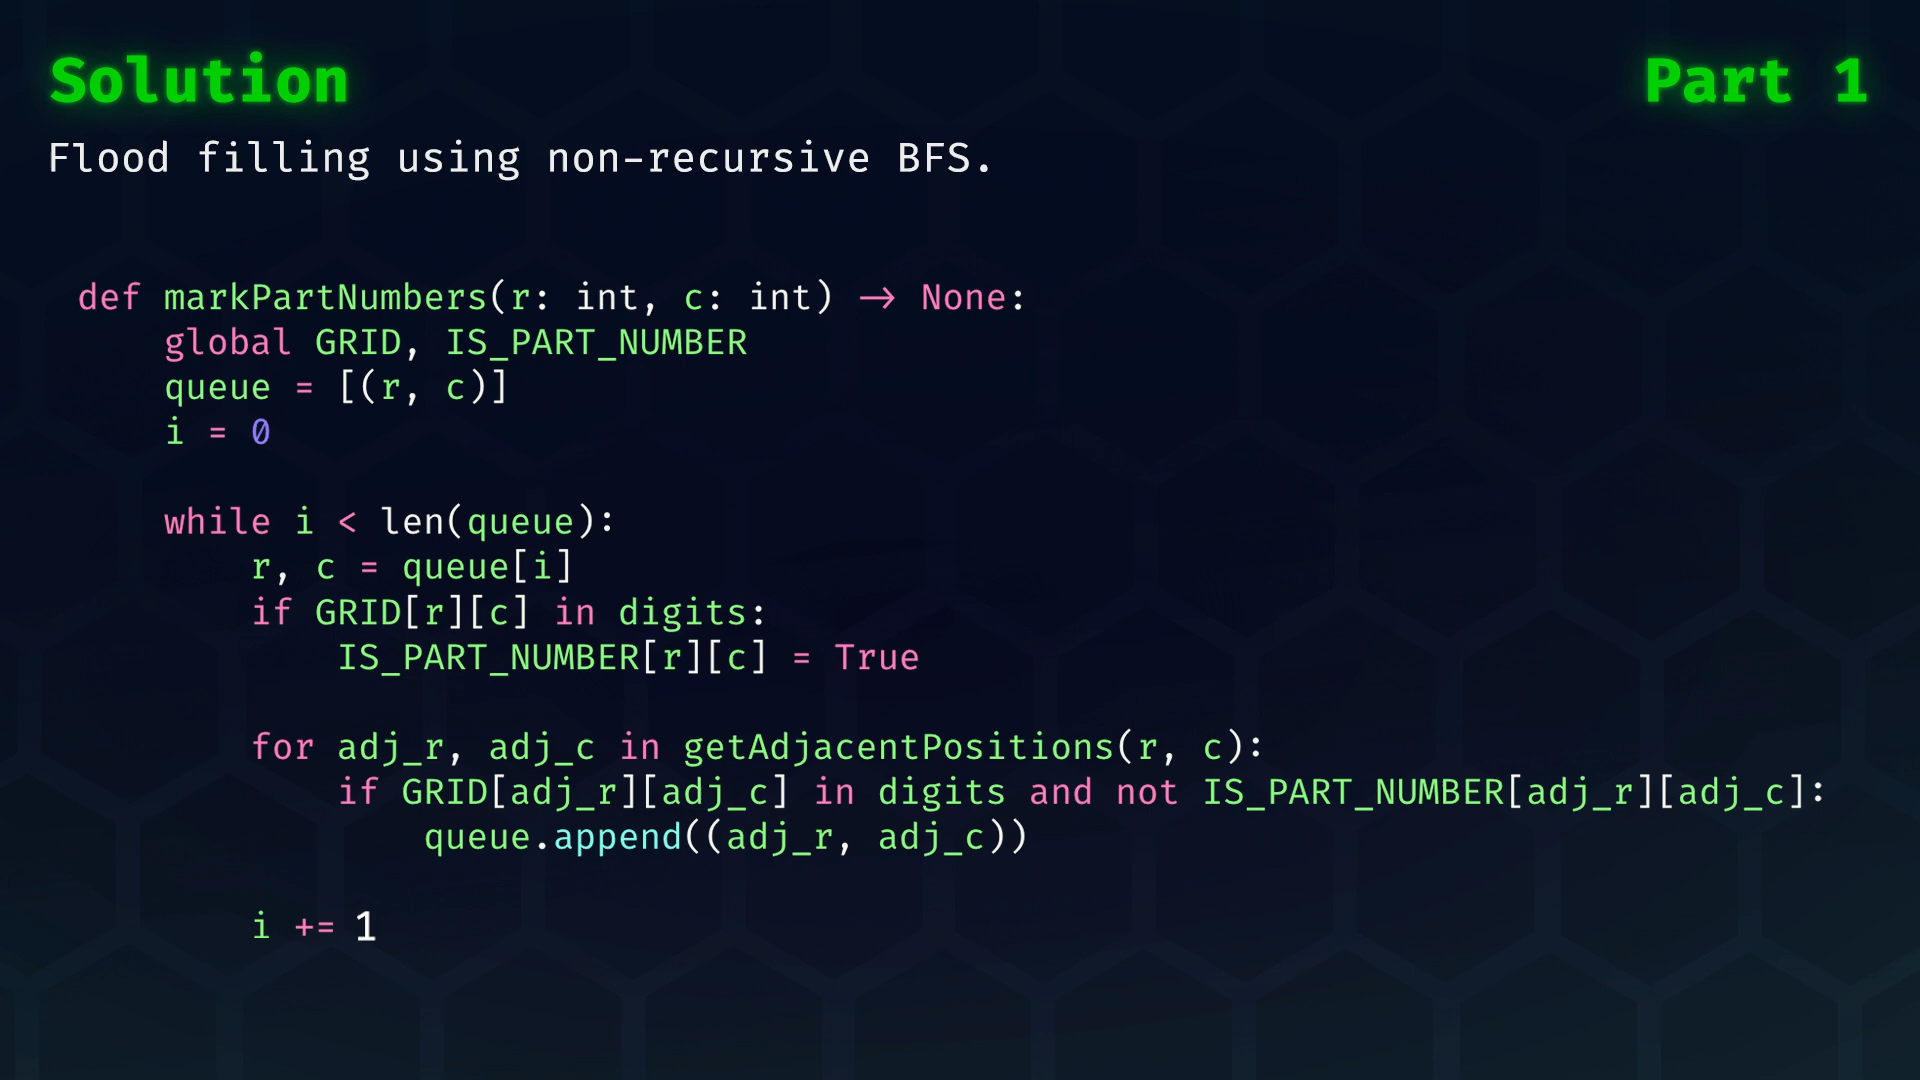 Solution
Part 1
Flood filling using non-recursive BFS.
def markPartNumbers(r: int, c: int) → None:
    global GRID, IS_PART_NUMBER
    queue = [(r, c)]
    i = 0
    while i < len(queue):
        r, c = queue[i]
        if GRID[r][c] in digits:
            IS_PART_NUMBER[r][c] = True
        for adj_r, adj_c in getAdjacentPositions(r, c):
            if GRID[adj_r][adj_c] in digits and not IS_PART_NUMBER[adj_r][adj_c]:
                queue.append((adj_r, adj_c))
        i += 1